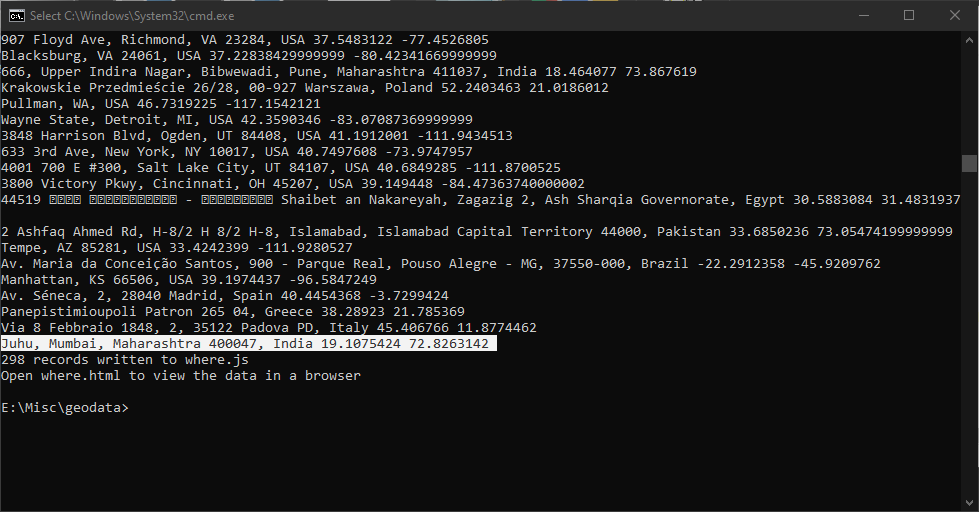 Select C:\Windows\System32\cmd.exe
907 Floyd Ave, Richmond, VA 23284, USA 37.5483122 -77.4526805
Blacksburg, VA 24061, USA 37.22838429999999 -80.42341669999999
666, Upper Indira Nagar, Bibwewadi, Pune, Maharashtra 411037, India 18.464077 73.867619
Krakowskie Przedmieście 26/28, 00-927 Warszawa, Poland 52.2403463 21.0186012
Pullman, WA, USA 46.7319225 -117.1542121
Wayne State, Detroit, MI, USA 42.3590346 -83.07087369999999
3848 Harrison Blvd, Ogden, UT 84408, USA 41.1912001 -111.9434513
633 3rd Ave, New York, NY 10017, USA 40.7497608 -73.9747957
4001 700 E #300, Salt Lake City, UT 84107, USA 40.6849285 -111.8700525
3800 Victory Pkwy, Cincinnati, OH 45207, USA 39.149448 -84.47363740000002
44519 - Shaibet an Nakareyah, Zagazig 2, Ash Sharqia Governorate, Egypt 30.5883084 31.4831937
2 Ashfaq Ahmed Rd, H-8/2 H 8/2 H-8, Islamabad, Islamabad Capital Territory 44000, Pakistan 33.6850236 73.05474199999999
Tempe, AZ 85281, USA 33.4242399 -111.9280527
Av. Maria da Conceição Santos, 900 - Parque Real, Pouso Alegre - MG, 37550-000, Brazil -22.2912358 -45.9209762
Manhattan, KS 66506, USA 39.1974437 -96.5847249
Av. Séneca, 2, 28040 Madrid, Spain 40.4454368 -3.7299424
Panepistimioupoli Patron 265 04, Greece 38.28923 21.785369
Via 8 Febbraio 1848, 2, 35122 Padova PD, Italy 45.406766 11.8774462
Juhu, Mumbai, Maharashtra 400047, India 19.1075424 72.8263142
298 records written to where.js
Open where.html to view the data in a browser
E:\Misc\geodata>